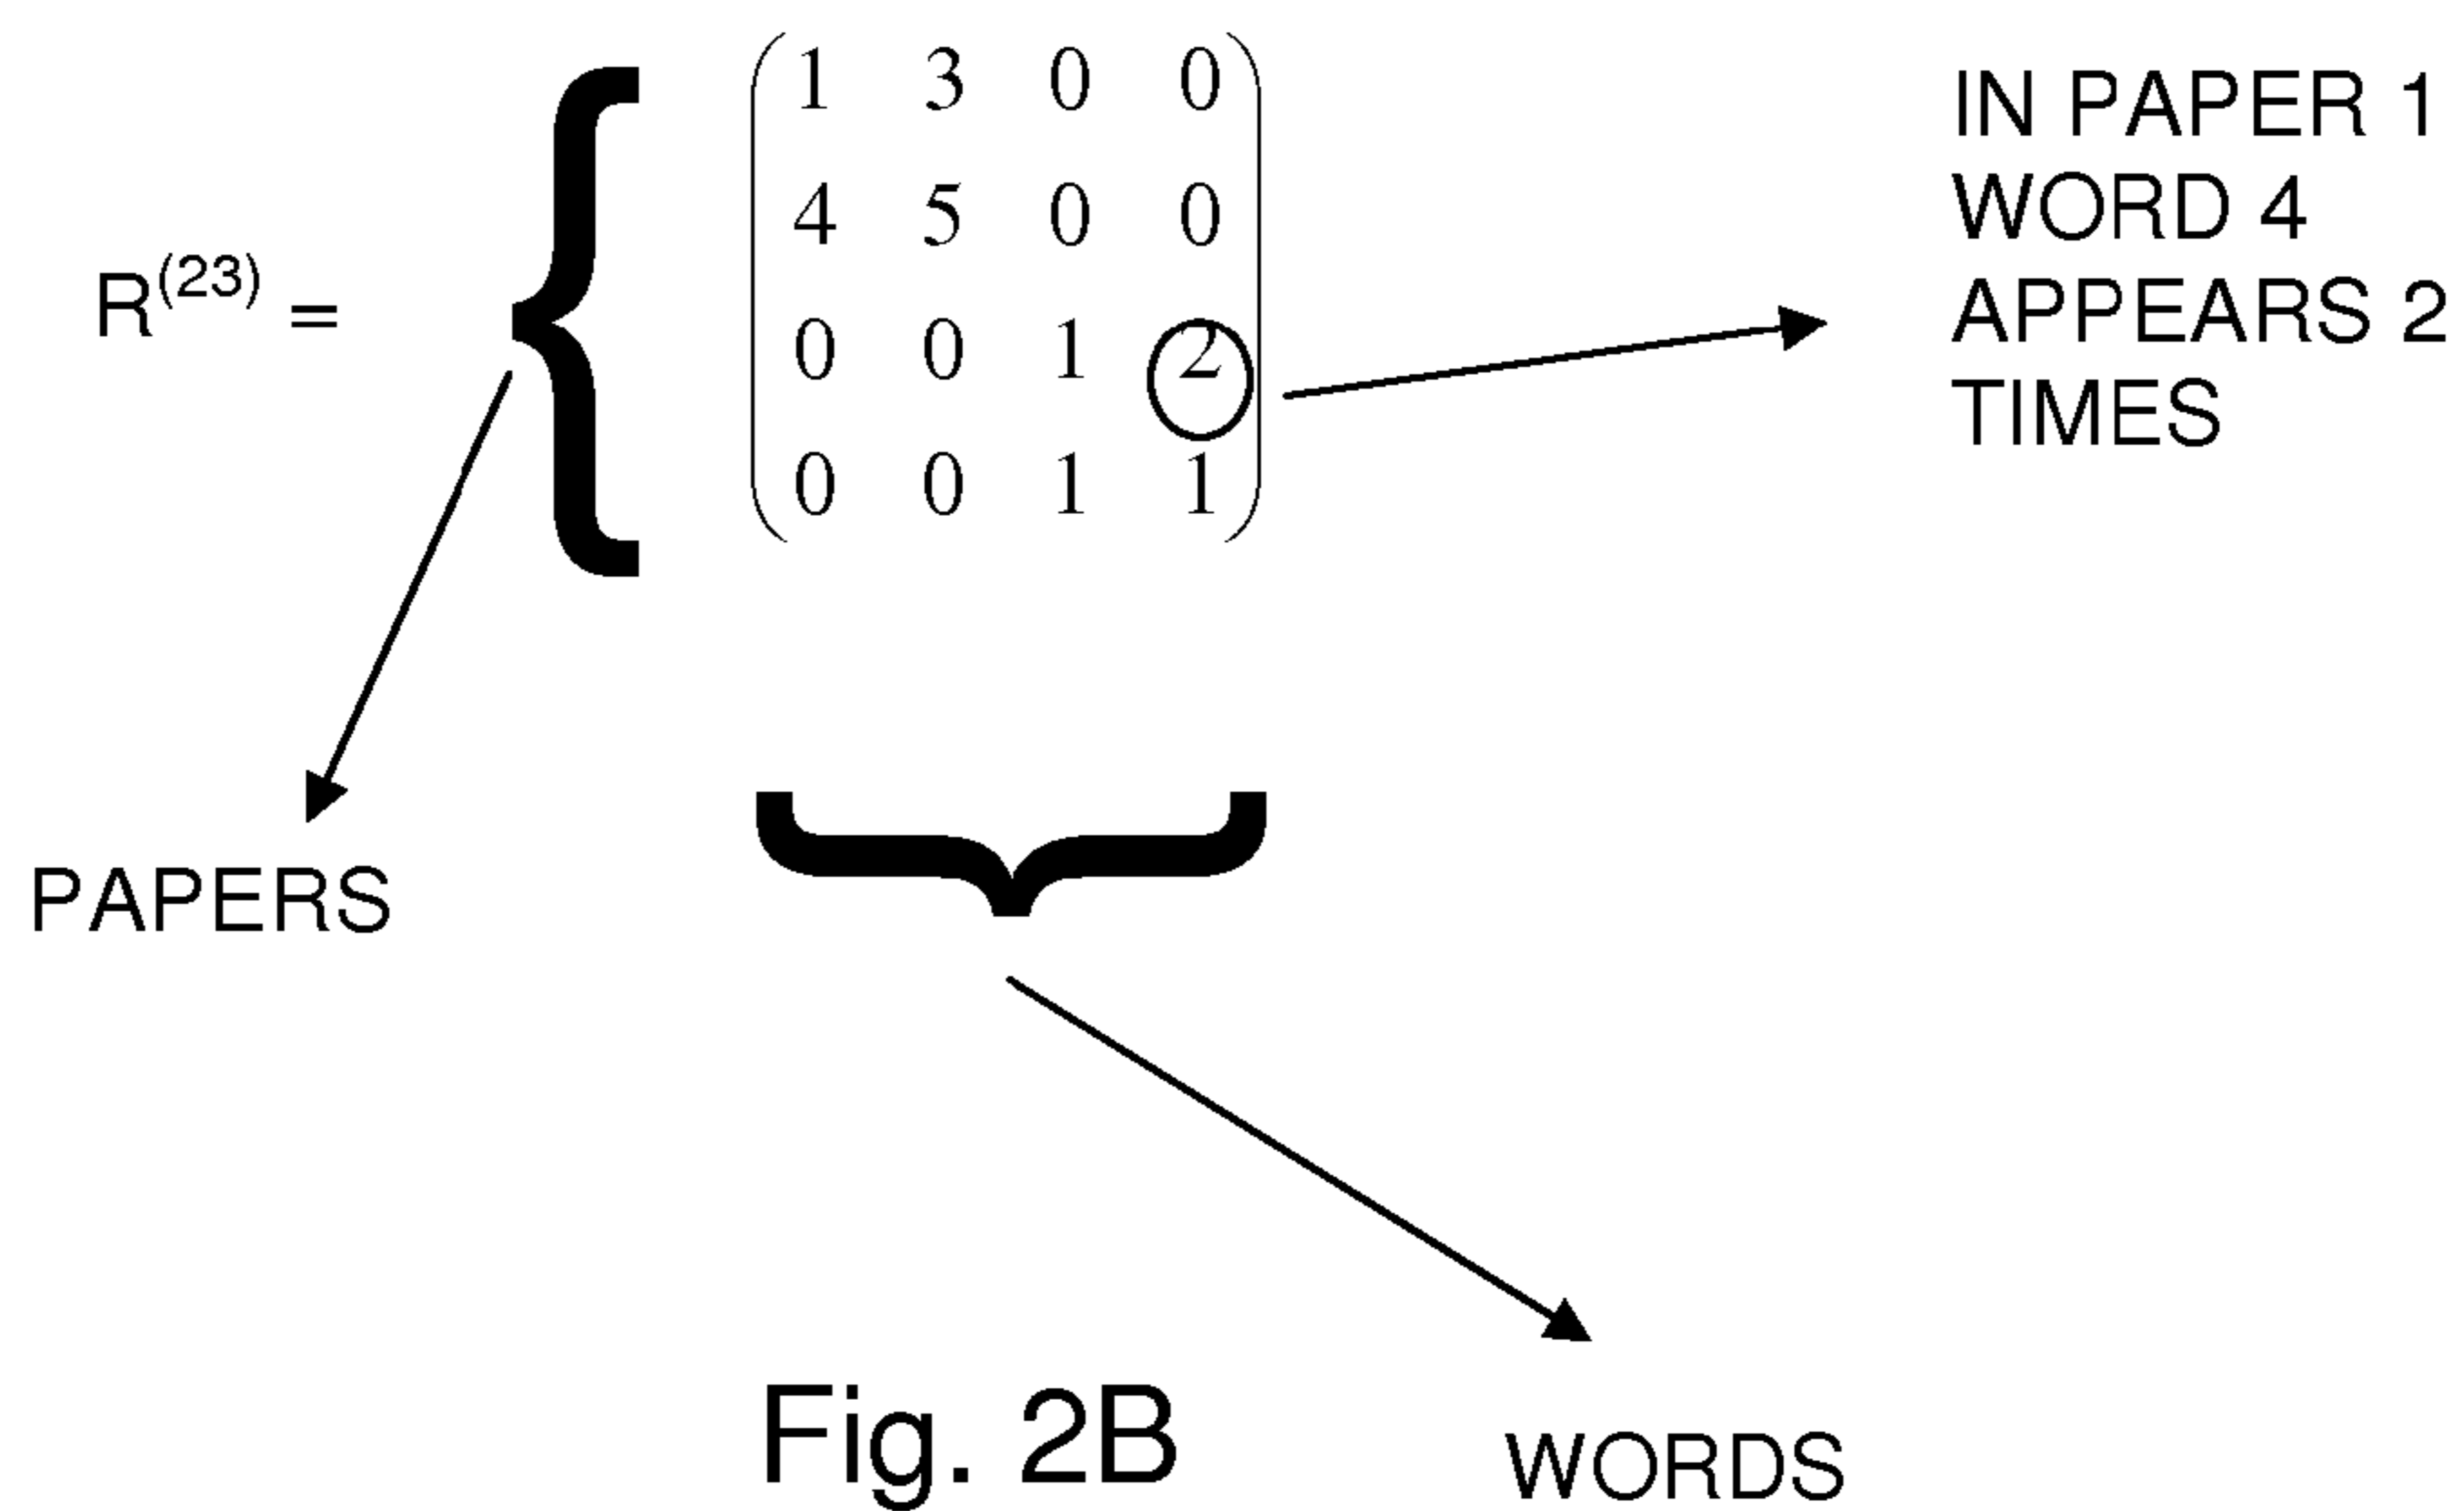 R(23) =
1 3 0 0
4 5 0 0
0 0 1 2
0 0 1 1
IN PAPER 1
WORD 4
APPEARS 2
TIMES
PAPERS
WORDS
Fig. 2B